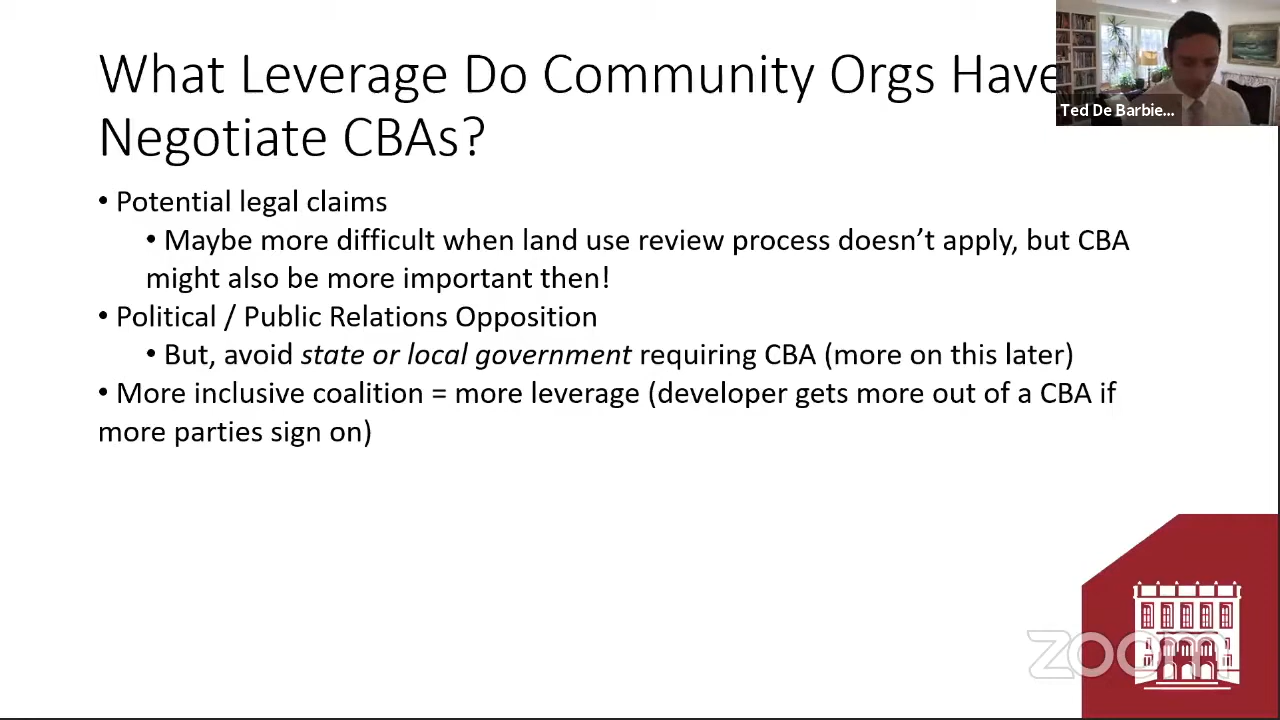 What Leverage Do Community Orgs Have
Negotiate CBAs?
Ted De Barbie...
• Potential legal claims
• Maybe more difficult when land use review process doesn't apply, but CBA
might also be more important then!
• Political / Public Relations Opposition
• But, avoid state or local government requiring CBA (more on this later)
• More inclusive coalition = more leverage (developer gets more out of a CBA if
more parties sign on)
zoom